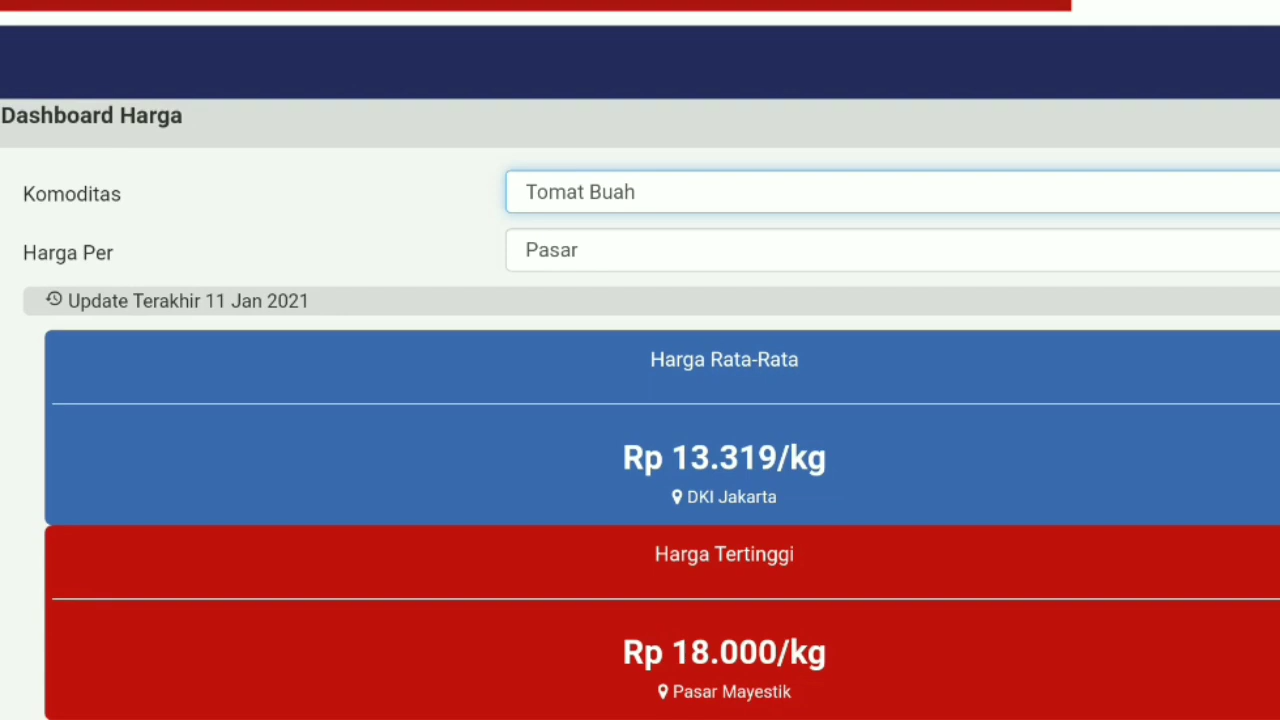 Dashboard Harga
Komoditas
Tomat Buah
Harga Per
Pasar
Update Terakhir 11 Jan 2021
Harga Rata-Rata
Rp 13.319/kg
DKI Jakarta
Harga Tertinggi
Rp 18.000/kg
Pasar Mayestik